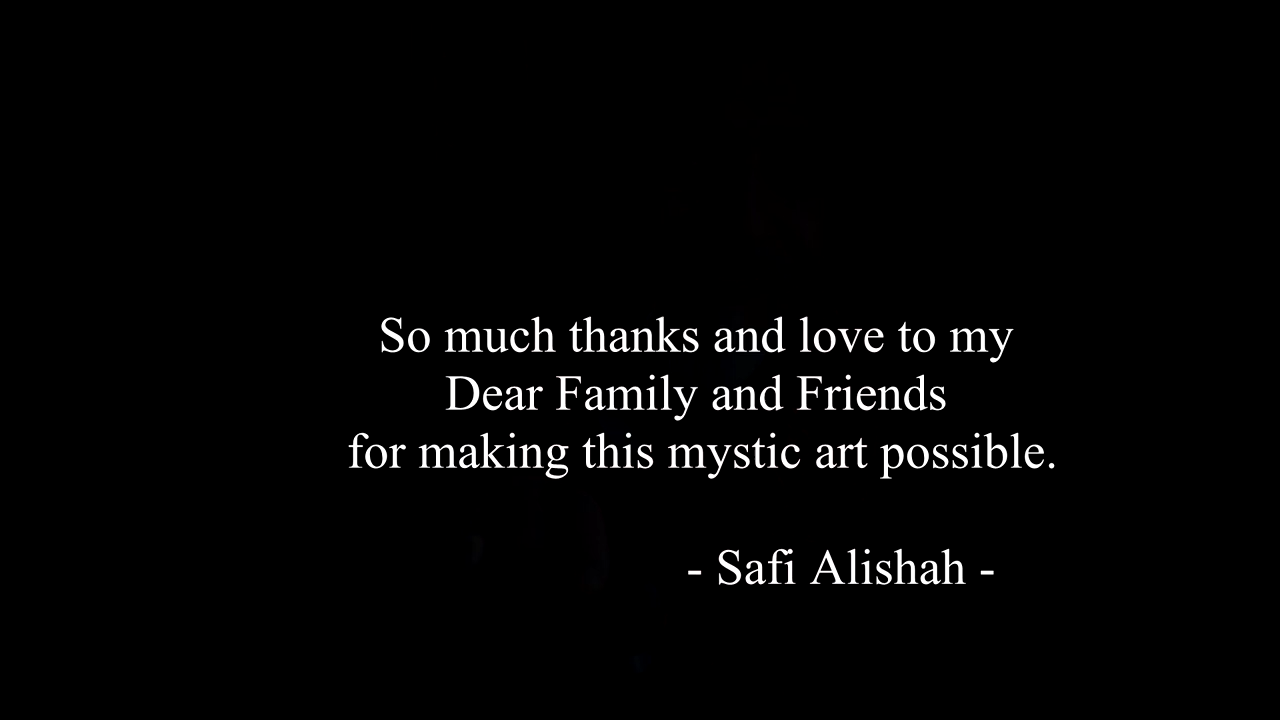 So much thanks and love to my
Dear Family and Friends
for making this mystic art possible.
- Safi Alishah -